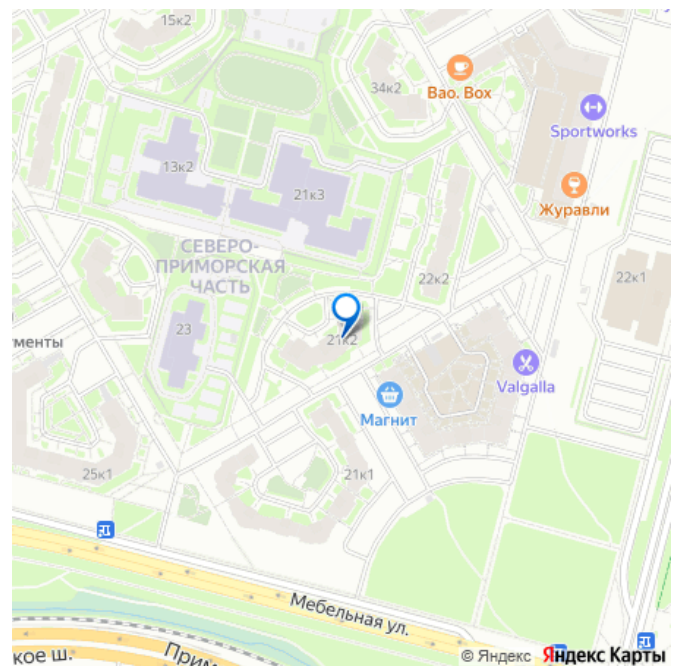 15к2
34к2
Bao. Box
Sportworks
13к2
21к3
Журавли
СЕВЕРО-
ПРИМОРСКАЯ
ЧАСТЬ
22к2
22к1
23
21к2
менты
Valgalla
Магнит
25к1
21к1
Мебельная ул.
кое ш.
Прим
© Яндекс Яндекс Карты